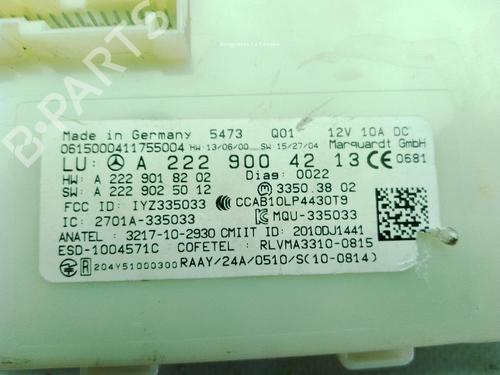 B-PARTS
Made in Germany 5473 Q01 12V 10A DC
0615000411755004 HW:13/06/00 SW:15/27/04 Marquardt GmbH
LU: A 222 900 42 13 CE 0681
HW: A 222 901 82 02 Diag: 0022
SW: A 222 902 50 12 3350.3802
FCC ID: IYZ335033 CCAB10LP4430T9
IC: 2701A-335033 MQU-335033
ANATEL: 3217-10-2930 CMIIT ID: 2010DJ1441
ESD-1004571C COFETEL: RLVMA3310-0815
R 204Y51000300 RAAY/24A/0510/S(10-0814)